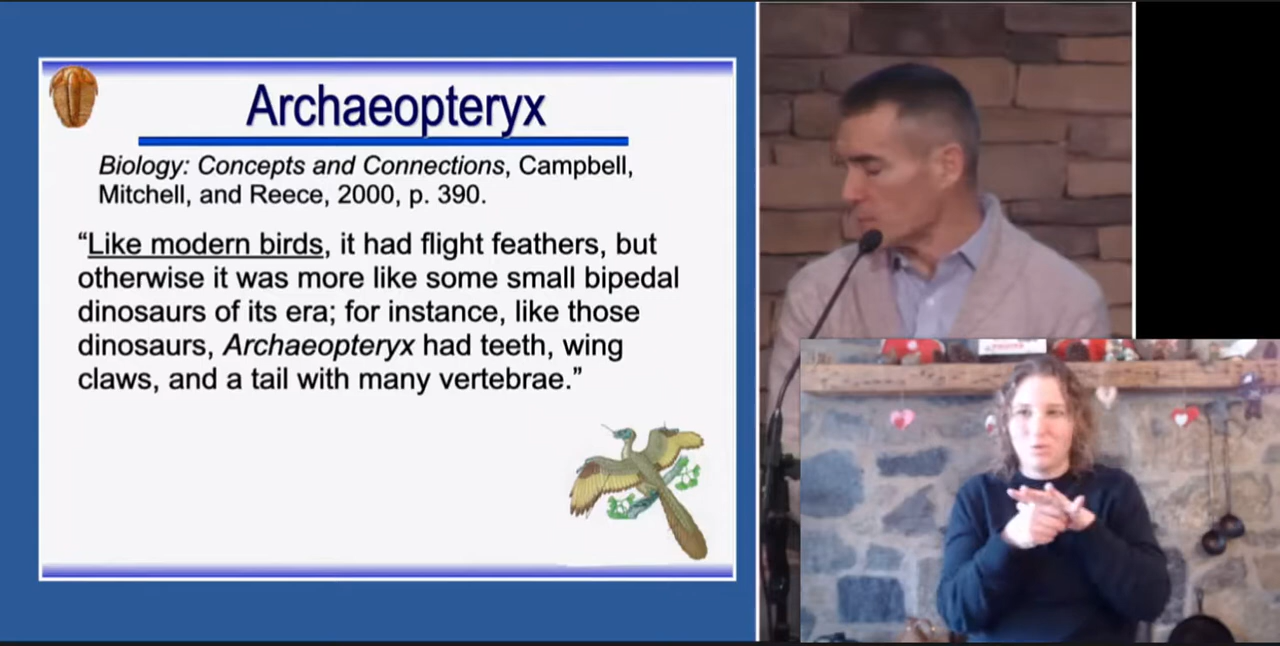 Archaeopteryx
Biology: Concepts and Connections, Campbell,
Mitchell, and Reece, 2000, p. 390.
“Like modern birds, it had flight feathers, but
otherwise it was more like some small bipedal
dinosaurs of its era; for instance, like those
dinosaurs, Archaeopteryx had teeth, wing
claws, and a tail with many vertebrae.”